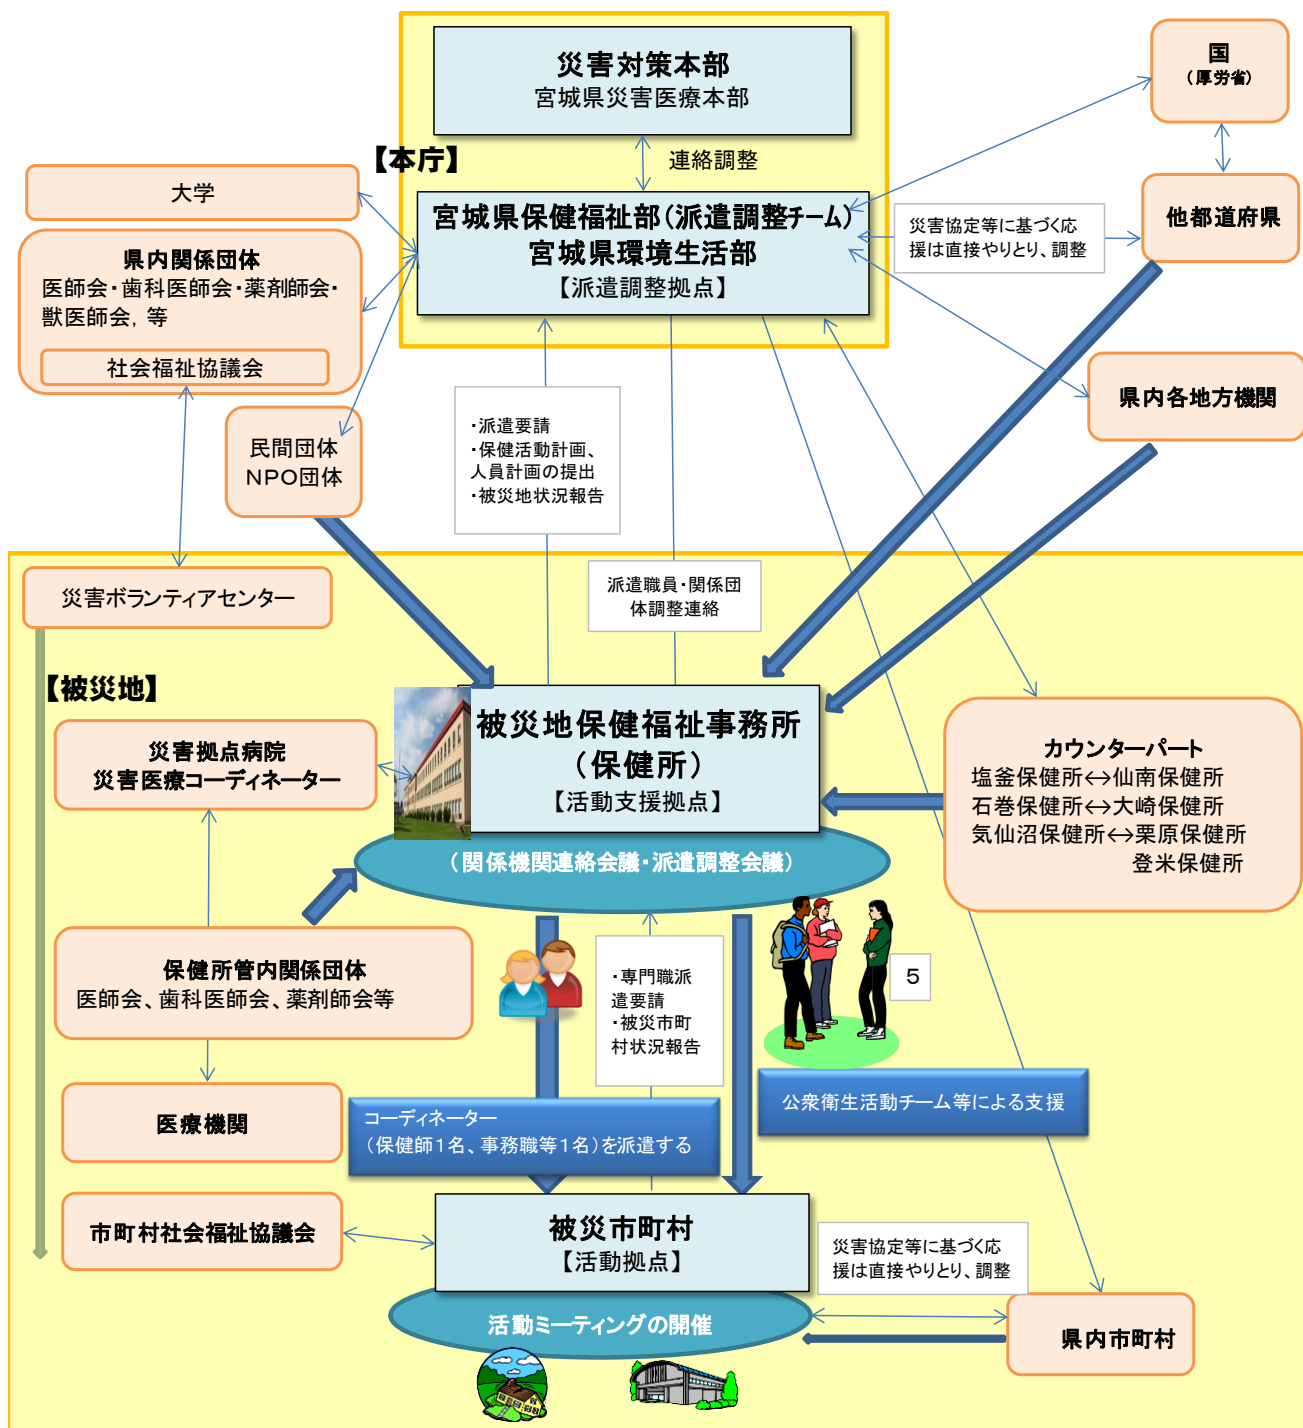 災害対策本部
宮城県災害医療本部
国
（厚労省）
【本庁】
連絡調整
大学
宮城県保健福祉部（派遣調整チーム）
宮城県環境生活部
【派遣調整拠点】
災害協定等に基づく応
援は直接やりとり、調整
他都道府県
県内関係団体
医師会・歯科医師会・薬剤師会・
獣医師会，等
社会福祉協議会
県内各地方機関
民間団体
NPO団体
・派遣要請
・保健活動計画、
人員計画の提出
・被災地状況報告
災害ボランティアセンター
派遣職員・関係団
体調整連絡
【被災地】
災害拠点病院
災害医療コーディネーター
被災地保健福祉事務所
（保健所）
【活動支援拠点】
カウンターパート
塩釜保健所↔仙南保健所
石巻保健所↔大崎保健所
気仙沼保健所↔栗原保健所
登米保健所
（関係機関連絡会議・派遣調整会議）
保健所管内関係団体
医師会、歯科医師会、薬剤師会等
・専門職派
遣要請
・被災市町
村状況報告
５
医療機関
コーディネーター
（保健師１名、事務職等１名）を派遣する
公衆衛生活動チーム等による支援
市町村社会福祉協議会
被災市町村
【活動拠点】
災害協定等に基づく応
援は直接やりとり、調整
活動ミーティングの開催
県内市町村